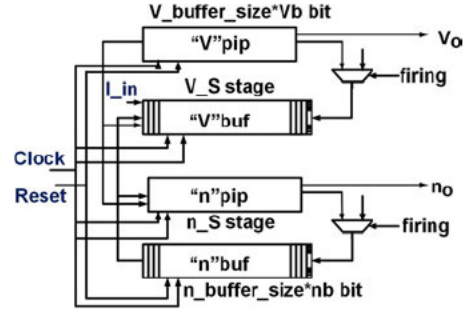 V_buffer_size*Vb bit
“V”pip
Vo
firing
I_in
V_S stage
“V”buf
Clock
Reset
“n”pip
no
n_S stage
firing
“n”buf
n_buffer_size*nb bit